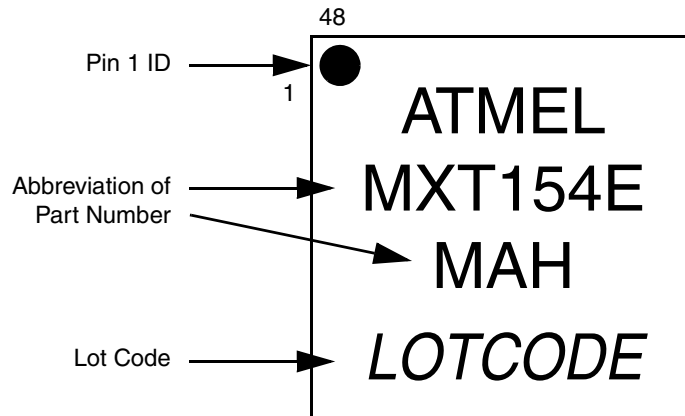 48
Pin 1 ID
1
ATMEL
Abbreviation of
Part Number
MXT154E
MAH
Lot Code
LOTCODE